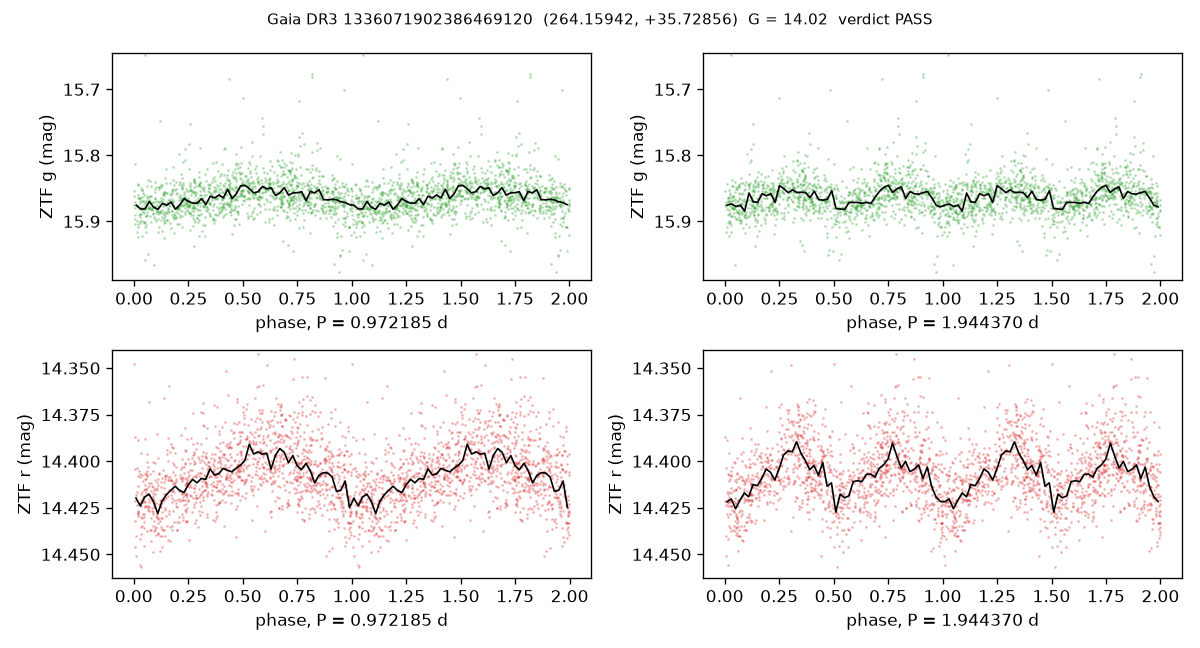 Gaia DR3 1336071902386469120 (264.15942, +35.72856) G = 14.02 verdict PASS
ZTF g (mag)
15.7
15.8
15.9
0.00 0.25 0.50 0.75 1.00 1.25 1.50 1.75 2.00
phase, P = 0.972185 d
ZTF g (mag)
15.7
15.8
15.9
0.00 0.25 0.50 0.75 1.00 1.25 1.50 1.75 2.00
phase, P = 1.944370 d
ZTF r (mag)
14.350
14.375
14.400
14.425
14.450
0.00 0.25 0.50 0.75 1.00 1.25 1.50 1.75 2.00
phase, P = 0.972185 d
ZTF r (mag)
14.350
14.375
14.400
14.425
14.450
0.00 0.25 0.50 0.75 1.00 1.25 1.50 1.75 2.00
phase, P = 1.944370 d